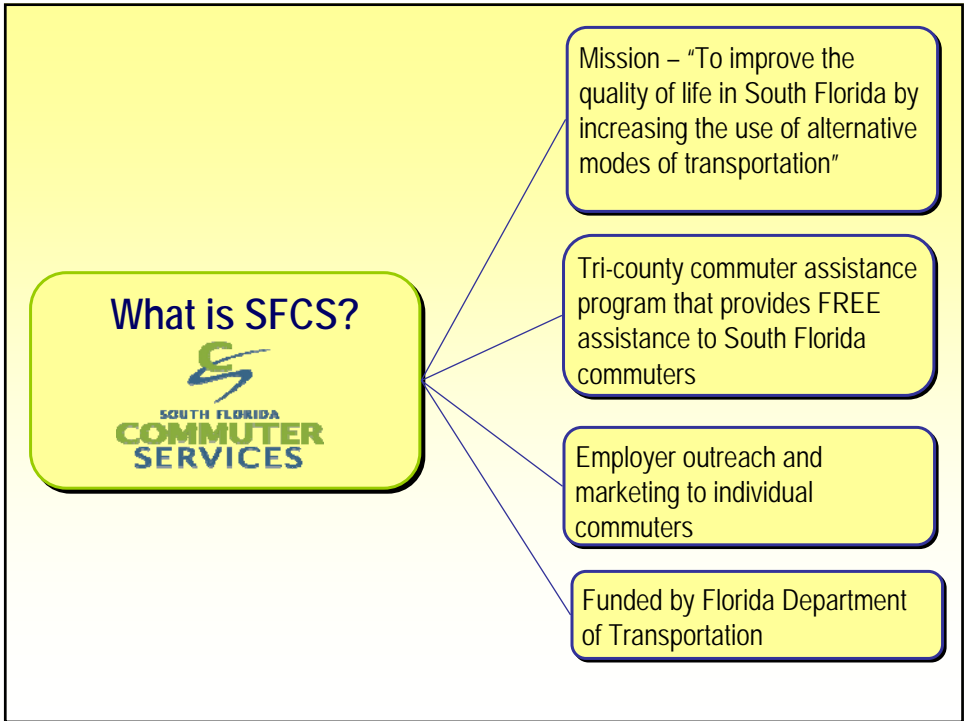 What is SFCS?
CS
SOUTH FLORIDA
COMMUTER
SERVICES
Mission – "To improve the
quality of life in South Florida by
increasing the use of alternative
modes of transportation"
Tri-county commuter assistance
program that provides FREE
assistance to South Florida
commuters
Employer outreach and
marketing to individual
commuters
Funded by Florida Department
of Transportation